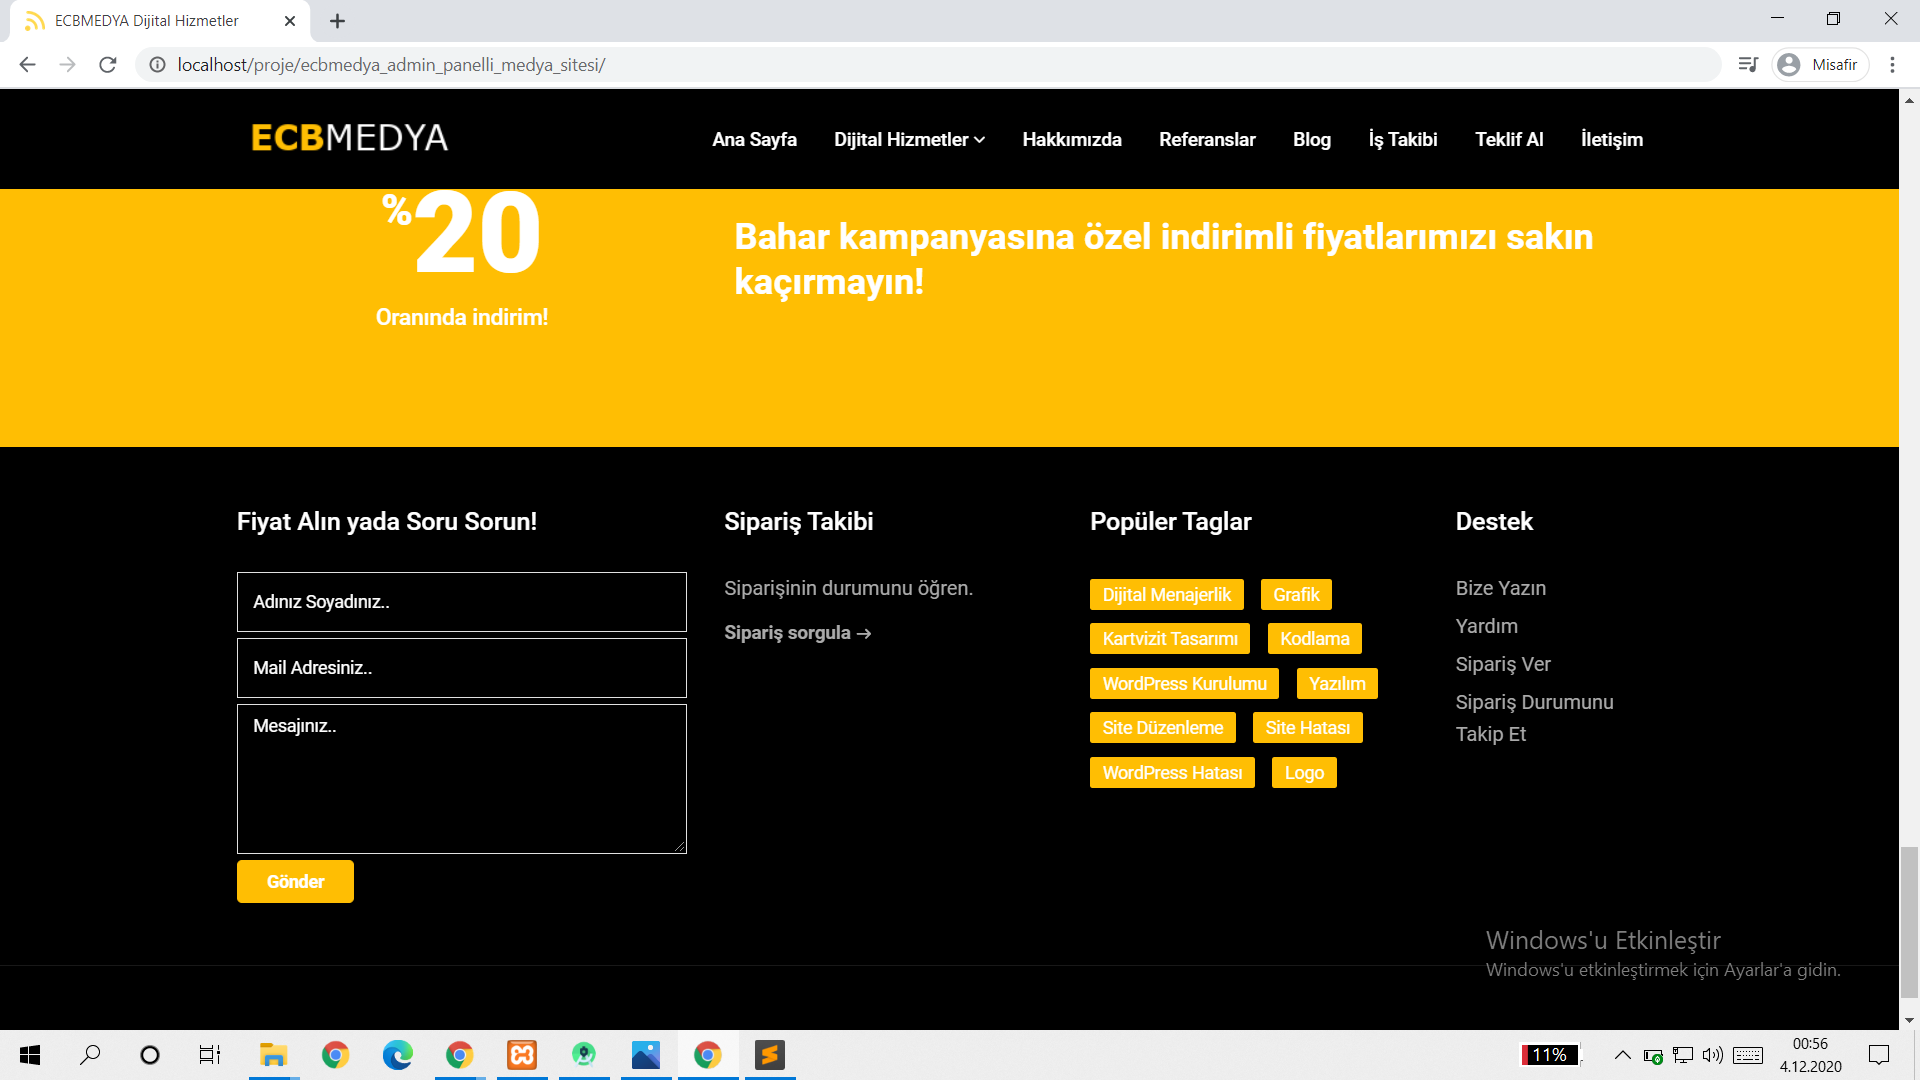 ECBMEDYA Dijital Hizmetler
localhost/proje/ecbmedya_admin_panelli_medya_sitesi/
Misafir
ECBMEDYA
Ana Sayfa
Dijital Hizmetler
Hakkımızda
Referanslar
Blog
İş Takibi
Teklif Al
İletişim
%20
Oranında indirim!
Bahar kampanyasına özel indirimli fiyatlarımızı sakın
kaçırmayın!
Fiyat Alın yada Soru Sorun!
Adınız Soyadınız..
Mail Adresiniz..
Mesajınız..
Gönder
Sipariş Takibi
Siparişinin durumunu öğren.
Sipariş sorgula →
Popüler Taglar
Dijital Menajerlik
Grafik
Kartvizit Tasarımı
Kodlama
WordPress Kurulumu
Yazılım
Site Düzenleme
Site Hatası
WordPress Hatası
Logo
Destek
Bize Yazın
Yardım
Sipariş Ver
Sipariş Durumunu
Takip Et
Windows'u Etkinleştir
Windows'u etkinleştirmek için Ayarlar'a gidin.
11%
00:56
4.12.2020